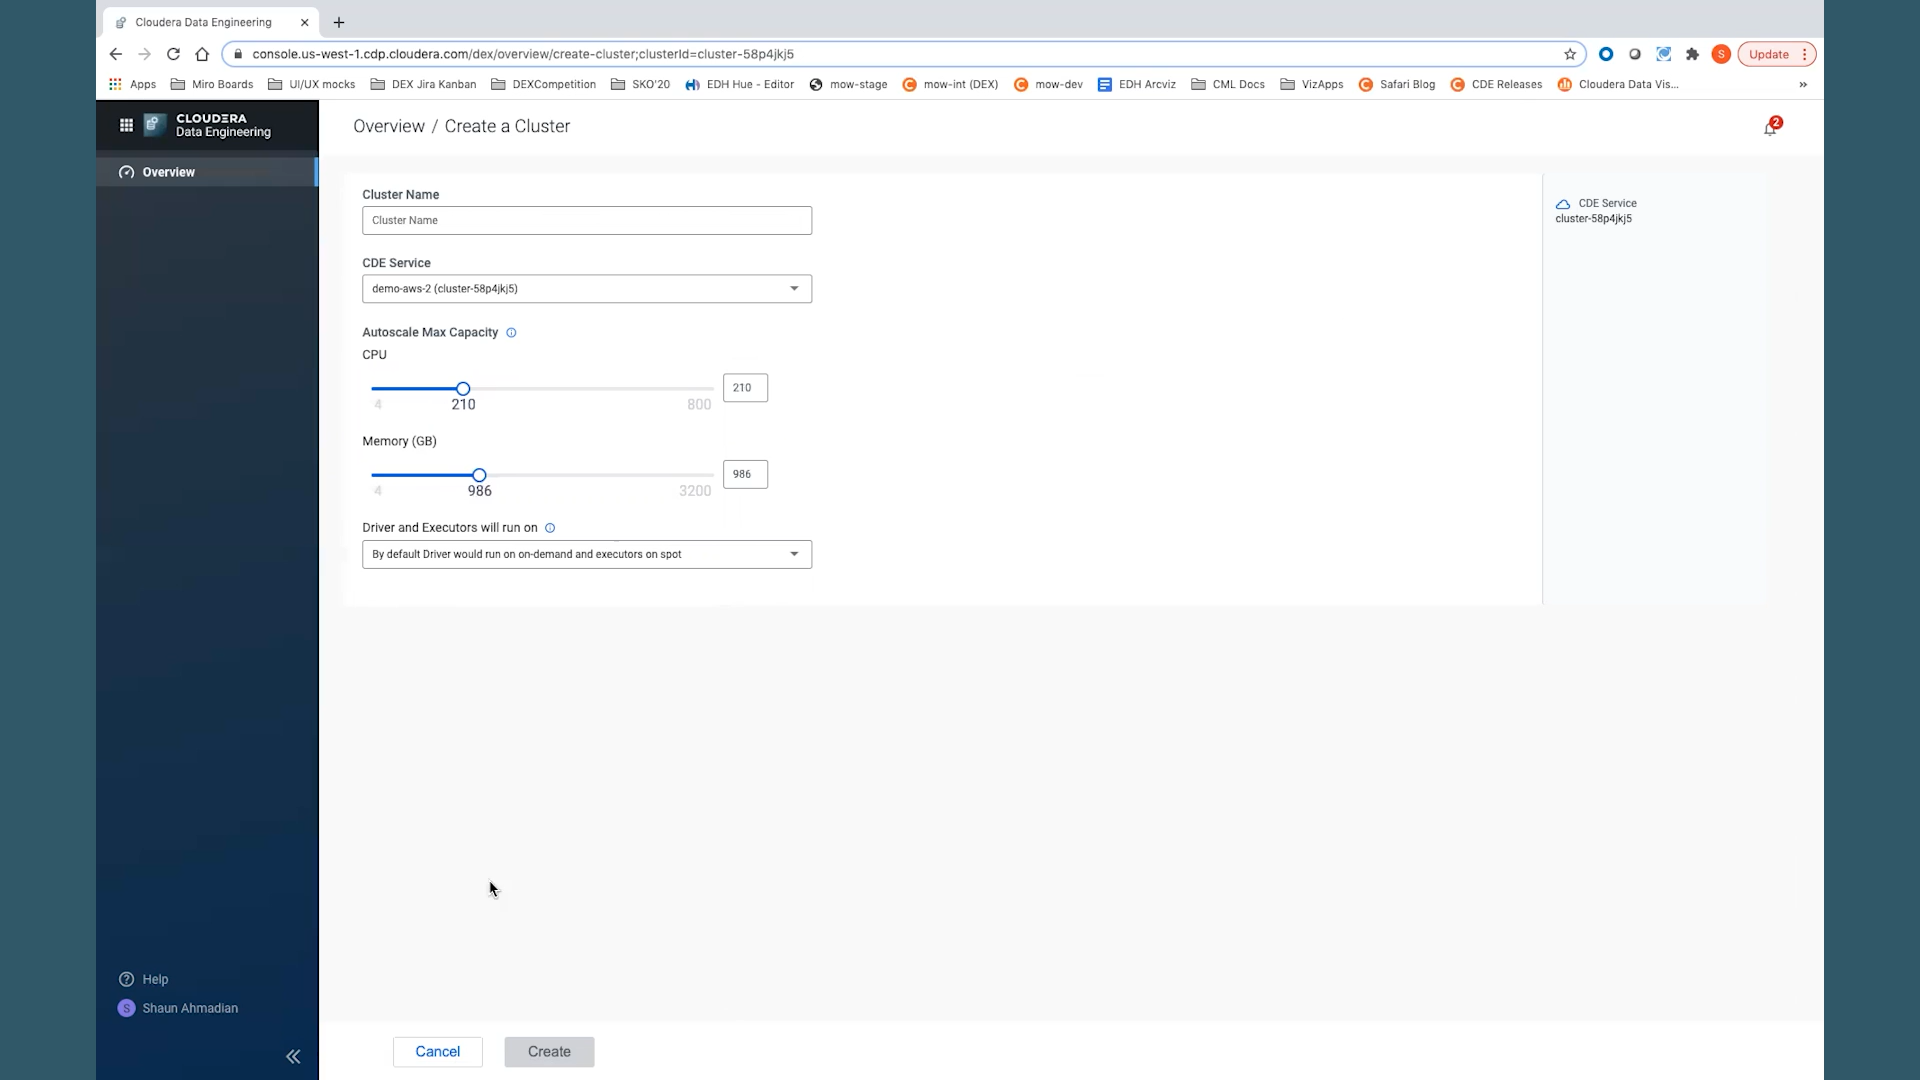 Cloudera Data Engineering
console.us-west-1.cdp.cloudera.com/dex/overview/create-cluster;clusterId=cluster-58p4jkj5
S
Update
Apps
Miro Boards
UI/UX mocks
DEX Jira Kanban
DEXCompetition
SKO'20
EDH Hue - Editor
mow-stage
mow-int (DEX)
mow-dev
EDH Arcviz
CML Docs
VizApps
Safari Blog
CDE Releases
Cloudera Data Vis...
»
CLOUDERA
Data Engineering
Overview / Create a Cluster
2
Overview
Cluster Name
Cluster Name
CDE Service
cluster-58p4jkj5
CDE Service
demo-aws-2 (cluster-58p4jkj5)
Autoscale Max Capacity
CPU
210
4 210 800
Memory (GB)
986
4 986 3200
Driver and Executors will run on
By default Driver would run on on-demand and executors on spot
Help
S Shaun Ahmadian
Cancel
Create